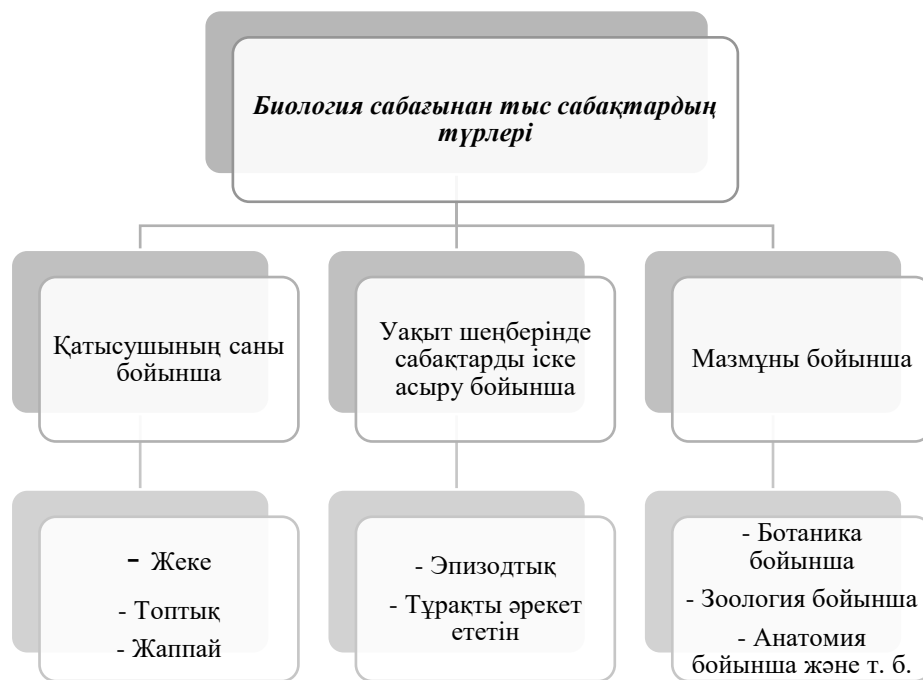 Биология сабағынан тыс сабақтардың
түрлері
Қатысушының саны
бойынша
Уақыт шеңберінде
сабақтарды іске
асыру бойынша
Мазмұны бойынша
- Жеке
- Топтық
- Жаппай
- Эпизодтық
- Тұрақты әрекет
ететін
- Ботаника
бойынша
- Зоология бойынша
- Анатомия
бойынша және т. б.